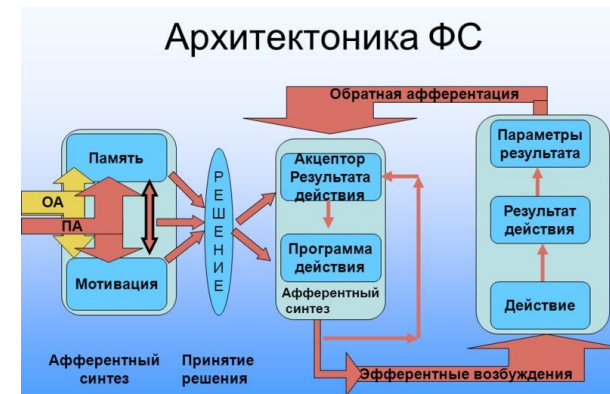 Архитектоника ФС
Обратная афферентация
Память
ОА
ПА
Мотивация
РЕШЕНИЕ
Акцептор
Результата
действия
Программа
действия
Афферентный
синтез
Параметры
результата
Результат
действия
Действие
Афферентный
синтез
Принятие
решения
Эфферентные возбуждения